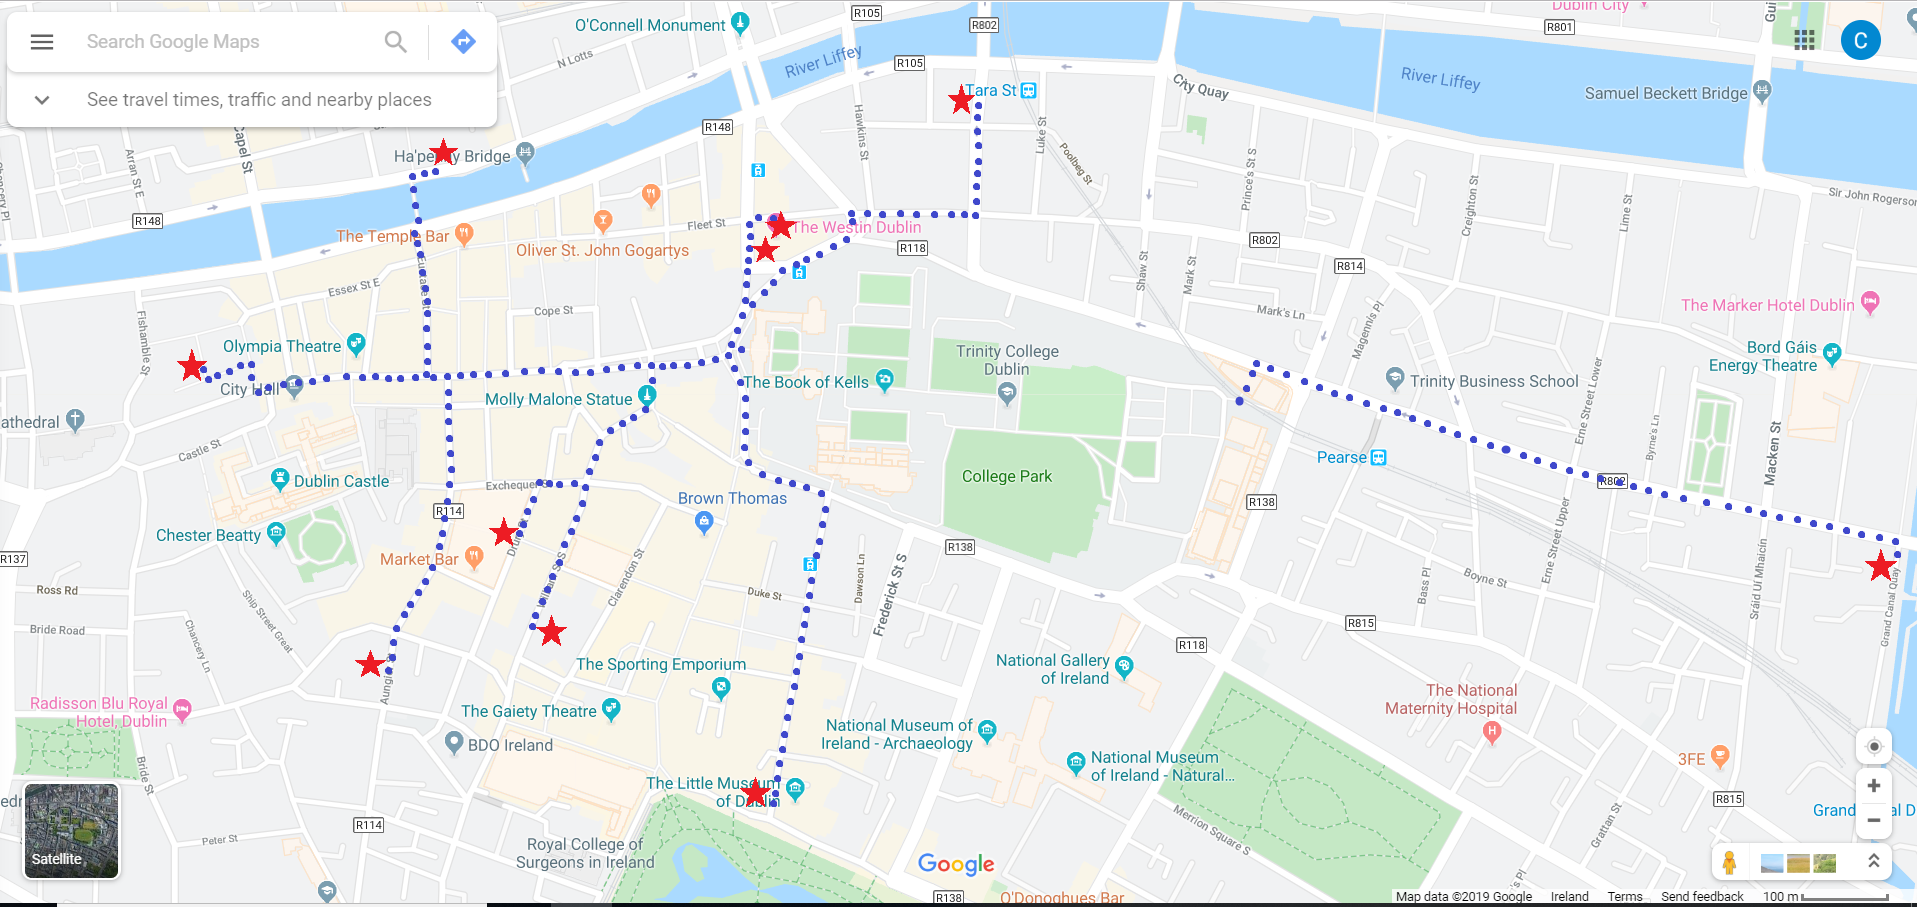 Search Google Maps
See travel times, traffic and nearby places
O'Connell Monument
R105
R802
Dublin City
R801
Gui
C
N Lotts
River Liffey
R105
City Quay
River Liffey
Samuel Beckett Bridge
Tara St
Capel St
R148
Hawkins St
Luke St
Poolbeg St
Arran St E
Chancery Pl
Ha'penny Bridge
Prince's St S
Creighton St
Lime St
Sir John Rogerson
R148
The Temple Bar
Oliver St. John Gogartys
Fleet St
The Westin Dublin
R118
R802
R814
Shaw St
Mark St
Essex St E
Eustace St
Cope St
Mark's Ln
Magennis Pl
The Marker Hotel Dublin
Fishamble St
Olympia Theatre
City Hall
Trinity College
Dublin
The Book of Kells
Bord Gáis
Energy Theatre
Trinity Business School
Molly Malone Statue
athedral
Castle St
Erne Street Lower
Byrne's Ln
Macken St
Pearse
Dublin Castle
Exchequer
Brown Thomas
College Park
R802
R114
R138
Chester Beatty
Market Bar
Drury St
R138
R137
Erne Street Upper
Sráid Uí Mhaicín
Grand Canal Quay
Ross Rd
Ship Street Great
William St S
Clarendon St
Duke St
Dawson Ln
Frederick St S
Boyne St
Bass Pl
Bride Road
Chancery Ln
R815
R118
The Sporting Emporium
National Gallery
of Ireland
Aungier St
Radisson Blu Royal
Hotel, Dublin
The Gaiety Theatre
The National
Maternity Hospital
National Museum of
Ireland - Archaeology
BDO Ireland
National Museum
of Ireland - Natural...
3FE
Bride St
The Little Museum
of Dublin
R815
Grand
al D
edr
Merrion Square S
Grattan St
R114
Peter St
Royal College of
Surgeons in Ireland
Satellite
Google
's Pl
R138
O'Donoghues Bar
Map data ©2019 Google
Ireland
Terms
Send feedback
100 m